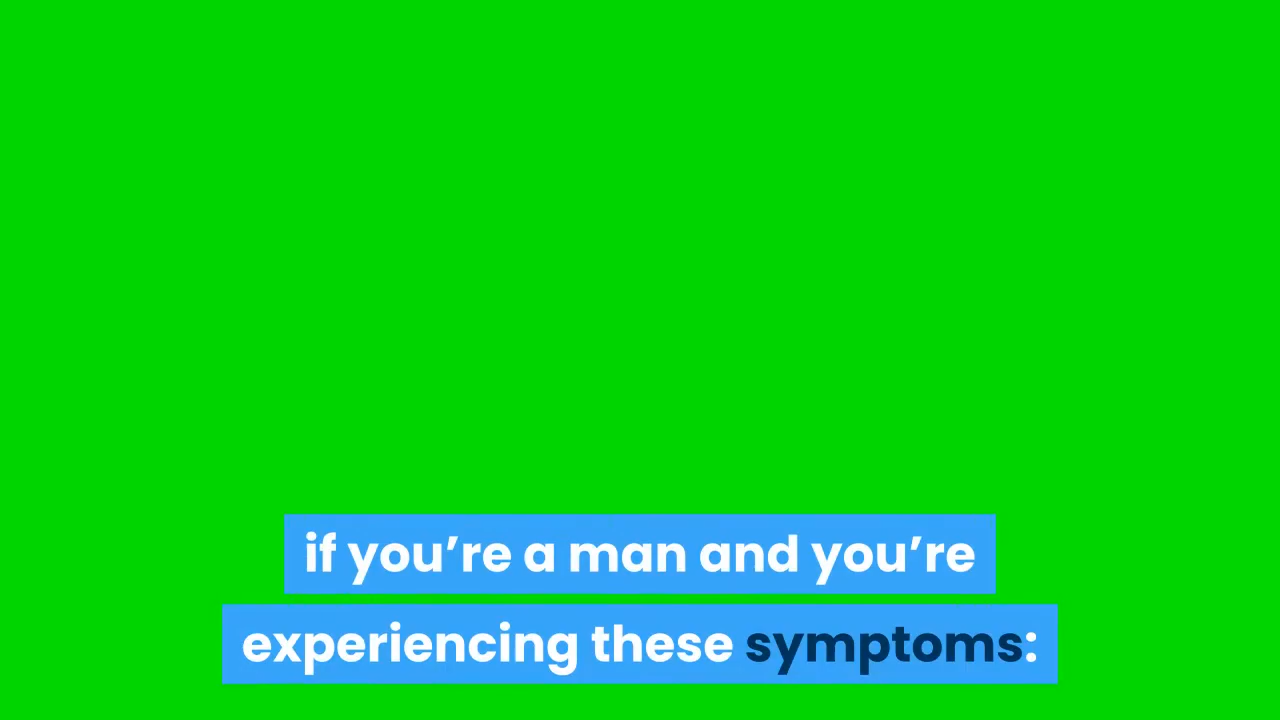 if you’re a man and you’re
experiencing these symptoms: